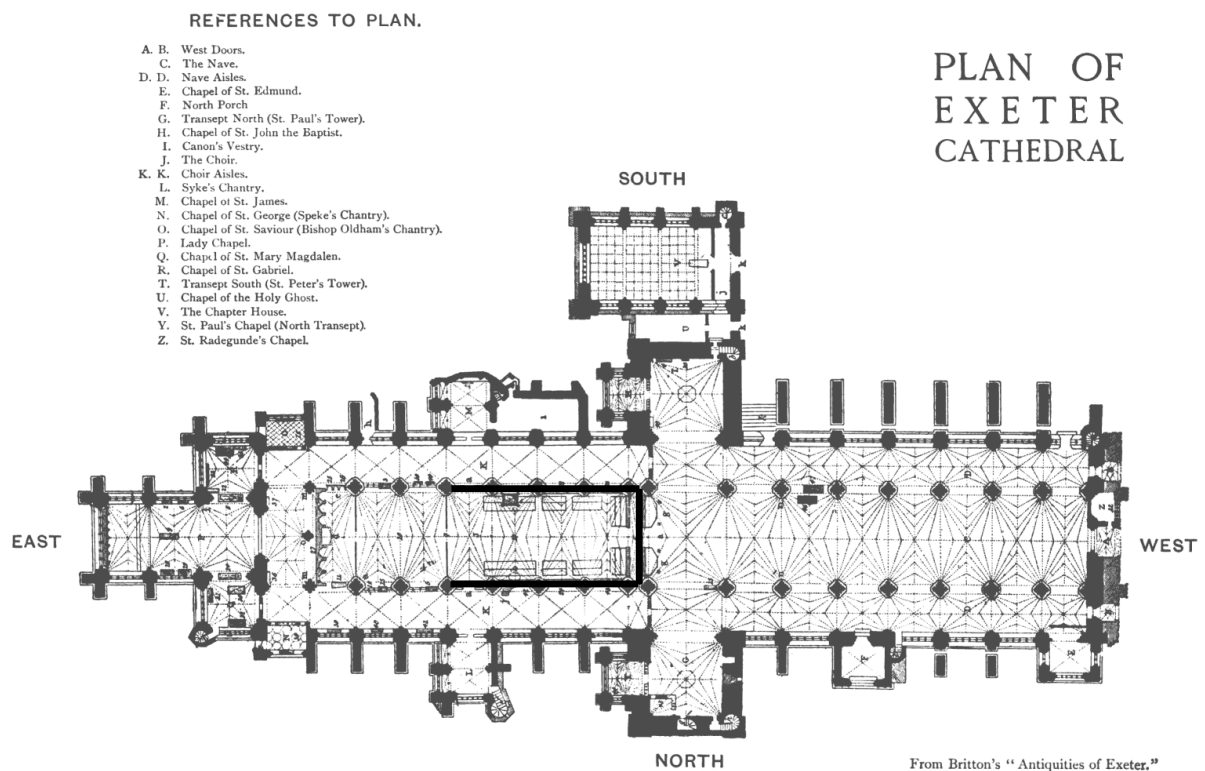 REFERENCES TO PLAN.
A. B. West Doors.
C. The Nave.
D. D. Nave Aisles.
E. Chapel of St. Edmund.
F. North Porch
G. Transept North (St. Paul's Tower).
H. Chapel of St. John the Baptist.
I. Canon's Vestry.
J. The Choir.
K. K. Choir Aisles.
L. Syke's Chantry.
M. Chapel of St. James.
N. Chapel of St. George (Speke's Chantry).
O. Chapel of St. Saviour (Bishop Oldham's Chantry).
P. Lady Chapel.
Q. Chapel of St. Mary Magdalen.
R. Chapel of St. Gabriel.
T. Transept South (St. Peter's Tower).
U. Chapel of the Holy Ghost.
V. The Chapter House.
Y. St. Paul's Chapel (North Transept).
Z. St. Radegunde's Chapel.
PLAN OF
EXETER
CATHEDRAL
SOUTH
EAST
WEST
NORTH
From Britton's "Antiquities of Exeter."